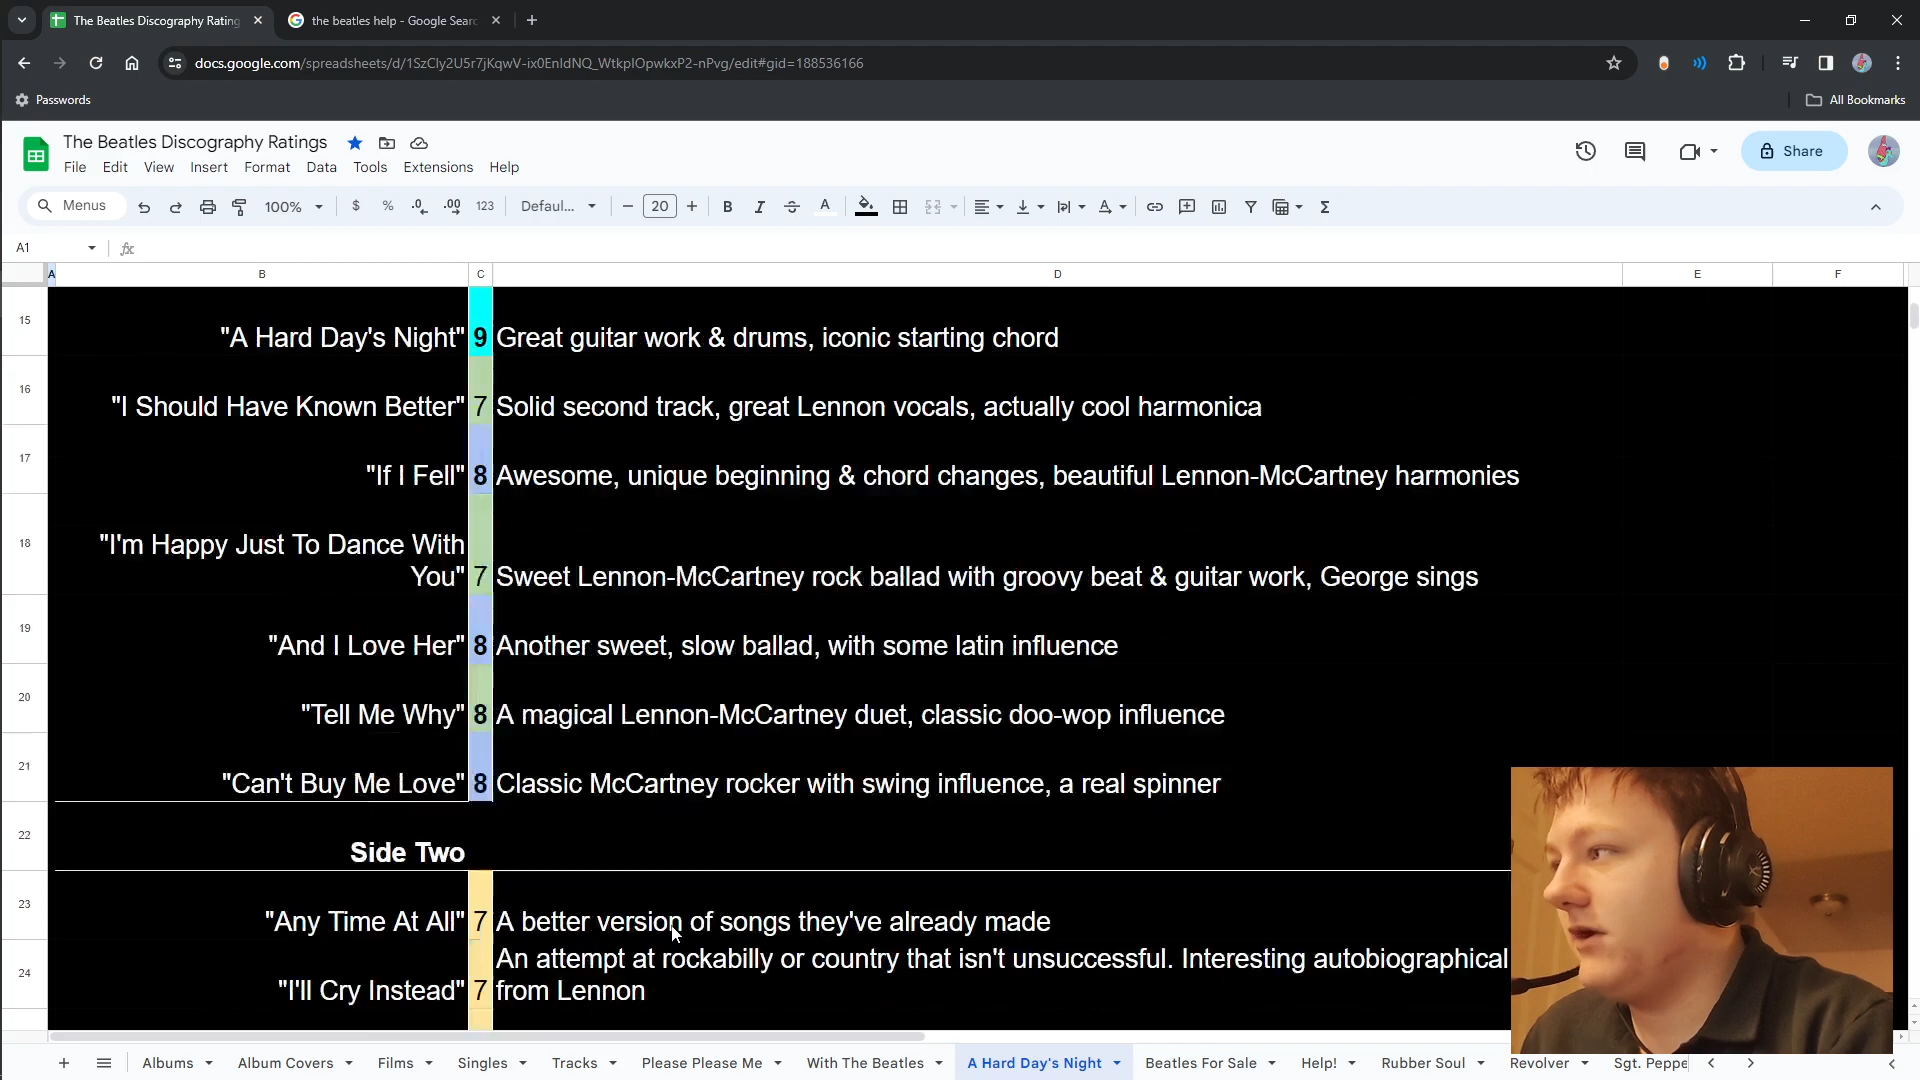 The Beatles Discography Rating
the beatles help - Google Sear
docs.google.com/spreadsheets/d/1SzCly2U5r7jKqwV-ix0EnIdNQ_WtkpIOpwkxP2-nPvg/edit#gid=188536166
Passwords
All Bookmarks
The Beatles Discography Ratings
File Edit View Insert Format Data Tools Extensions Help
Share
Menus 100% $ % .0 .00 123 Defaul... 20 B I A
A1 fx
A B C D E F
15 "A Hard Day's Night" 9 Great guitar work & drums, iconic starting chord
16 "I Should Have Known Better" 7 Solid second track, great Lennon vocals, actually cool harmonica
17 "If I Fell" 8 Awesome, unique beginning & chord changes, beautiful Lennon-McCartney harmonies
18 "I'm Happy Just To Dance With
You" 7 Sweet Lennon-McCartney rock ballad with groovy beat & guitar work, George sings
19 "And I Love Her" 8 Another sweet, slow ballad, with some latin influence
20 "Tell Me Why" 8 A magical Lennon-McCartney duet, classic doo-wop influence
21 "Can't Buy Me Love" 8 Classic McCartney rocker with swing influence, a real spinner
22 Side Two
23 "Any Time At All" 7 A better version of songs they've already made
24 An attempt at rockabilly or country that isn't unsuccessful. Interesting autobiographical
"I'll Cry Instead" 7 from Lennon
Albums Album Covers Films Singles Tracks Please Please Me With The Beatles A Hard Day's Night Beatles For Sale Help! Rubber Soul Revolver Sgt. Peppe